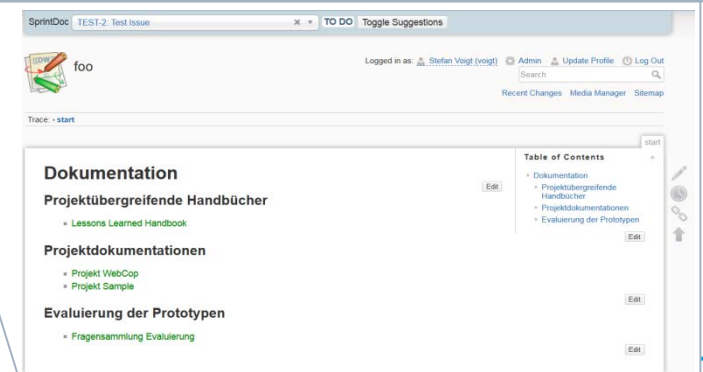 SprintDoc TEST-2: Test Issue TO DO Toggle Suggestions
foo
Logged in as: Stefan Voigt (voigt) Admin Update Profile Log Out
Search
Recent Changes Media Manager Sitemap
Trace: • start
start
Dokumentation
Edit
Projektübergreifende Handbücher
Lessons Learned Handbook
Projektdokumentationen
Projekt WebCop
Projekt Sample
Evaluierung der Prototypen
Fragensammlung Evaluierung
Table of Contents
Dokumentation
Projektübergreifende
Handbücher
Projektdokumentationen
Evaluierung der Prototypen
Edit
Edit
Edit